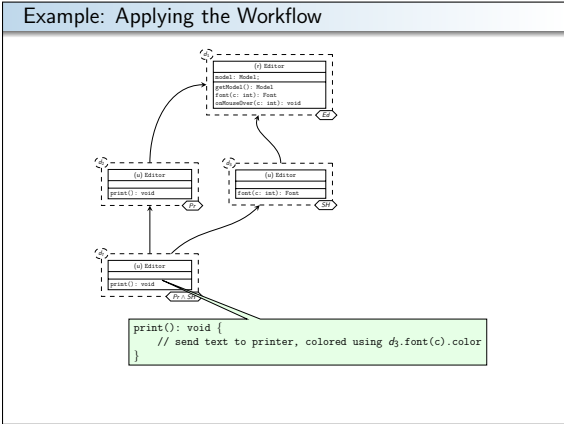 Example: Applying the Workflow
d₁
(r) Editor
model: Model;
getModel(): Model
font(c: int): Font
onMouseOver(c: int): void
Ed
d₂
(u) Editor
print(): void
Pr
d₃
(u) Editor
font(c: int): Font
SH
(u) Editor
print(): void
Pr ∧ SH
print(): void {
// send text to printer, colored using d₃.font(c).color
}